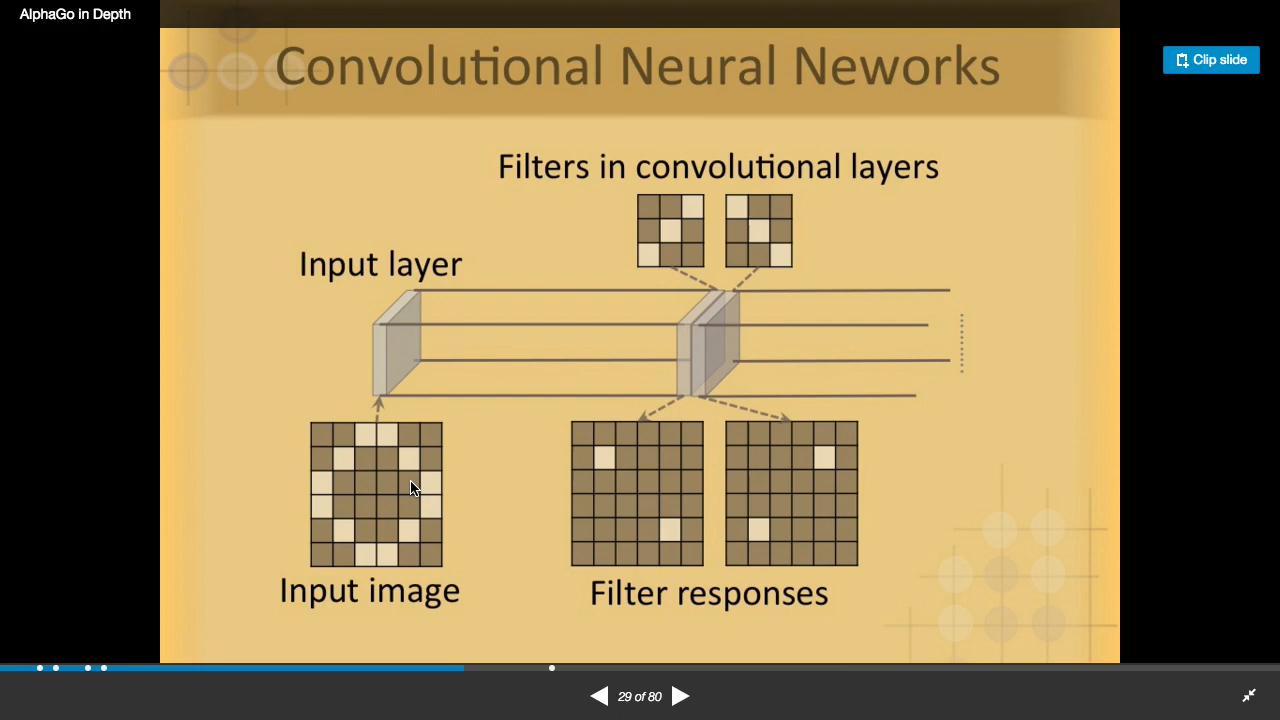 AlphaGo in Depth
Clip slide
Convolutional Neural Neworks
Filters in convolutional layers
Input layer
Input image
Filter responses
29 of 80